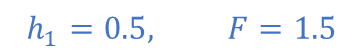 h₁ = 0.5, F = 1.5